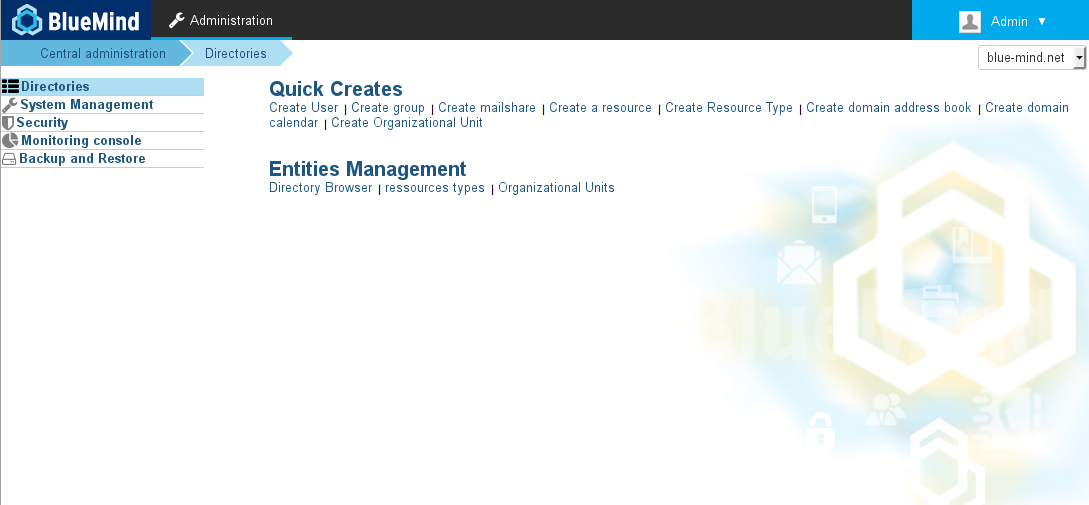 BlueMind
Administration
Admin ▼
Central administration
Directories
blue-mind.net
Directories
System Management
Security
Monitoring console
Backup and Restore
Quick Creates
Create User | Create group | Create mailshare | Create a resource | Create Resource Type | Create domain address book | Create domain
calendar | Create Organizational Unit
Entities Management
Directory Browser | ressources types | Organizational Units
BlueMind